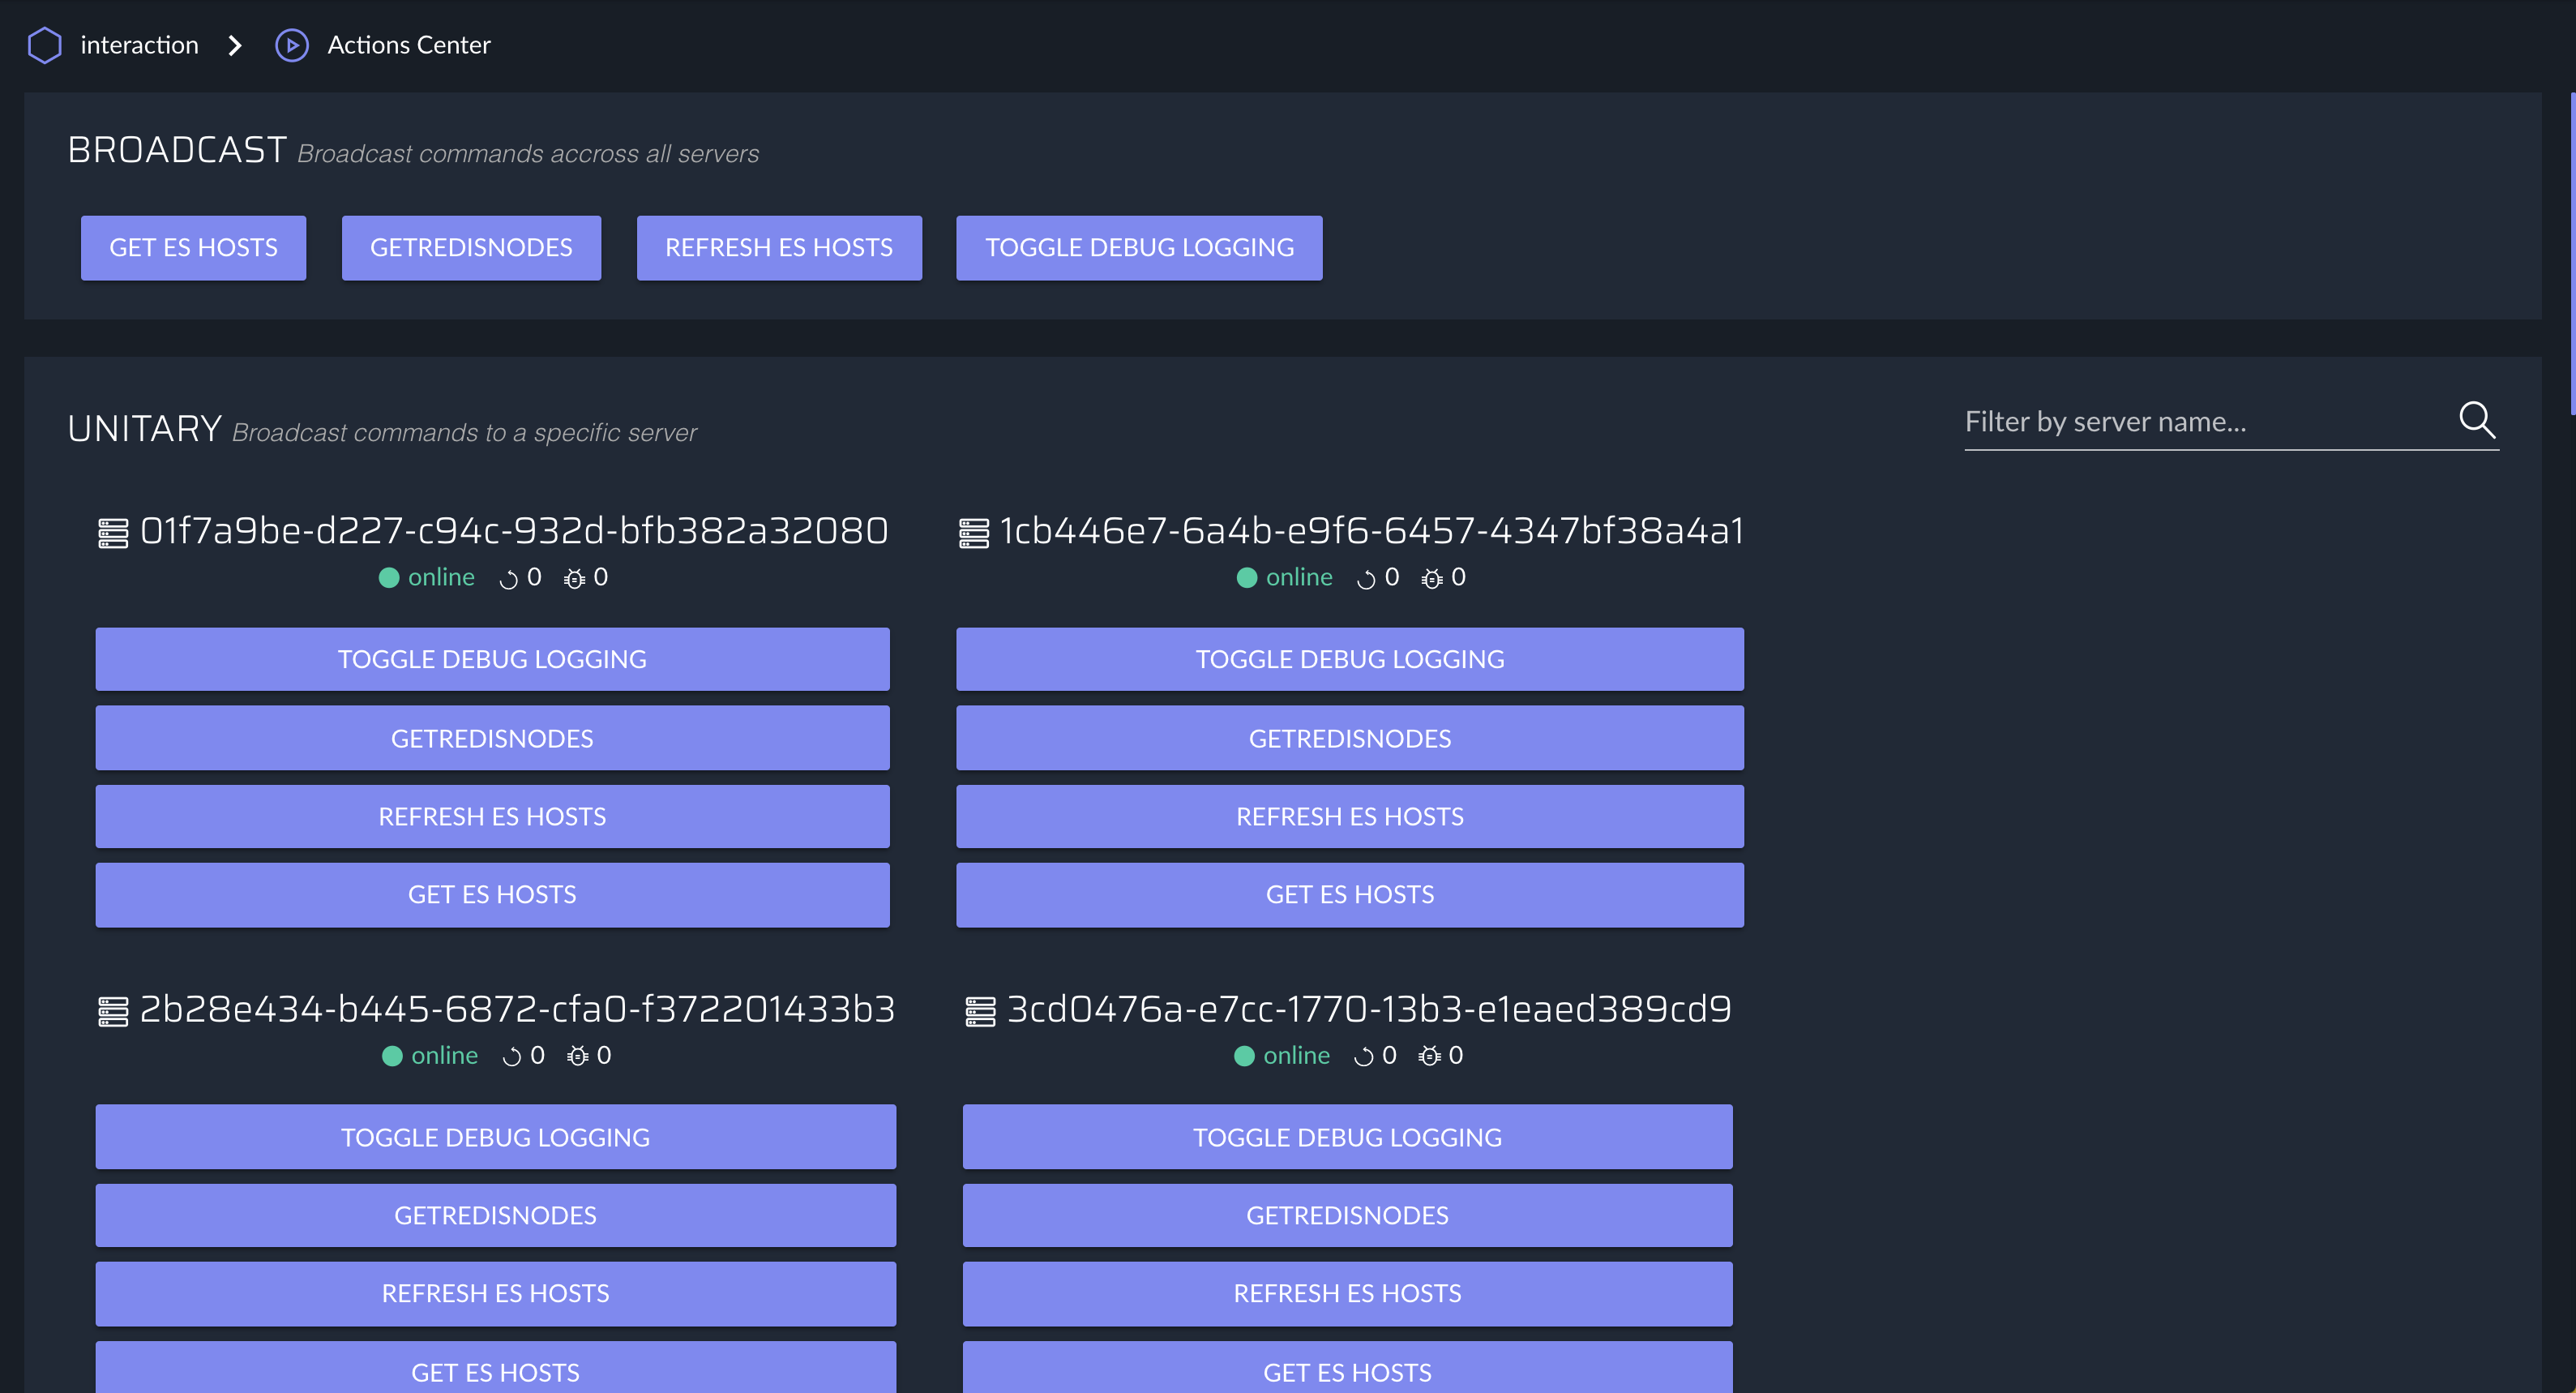 interaction Actions Center
BROADCAST Broadcast commands accross all servers
GET ES HOSTS GETREDISNODES REFRESH ES HOSTS TOGGLE DEBUG LOGGING
UNITARY Broadcast commands to a specific server
Filter by server name...
01f7a9be-d227-c94c-932d-bfb382a32080
online 0 0
TOGGLE DEBUG LOGGING
GETREDISNODES
REFRESH ES HOSTS
GET ES HOSTS
1cb446e7-6a4b-e9f6-6457-4347bf38a4a1
online 0 0
TOGGLE DEBUG LOGGING
GETREDISNODES
REFRESH ES HOSTS
GET ES HOSTS
2b28e434-b445-6872-cfa0-f372201433b3
online 0 0
TOGGLE DEBUG LOGGING
GETREDISNODES
REFRESH ES HOSTS
GET ES HOSTS
3cd0476a-e7cc-1770-13b3-e1eaed389cd9
online 0 0
TOGGLE DEBUG LOGGING
GETREDISNODES
REFRESH ES HOSTS
GET ES HOSTS